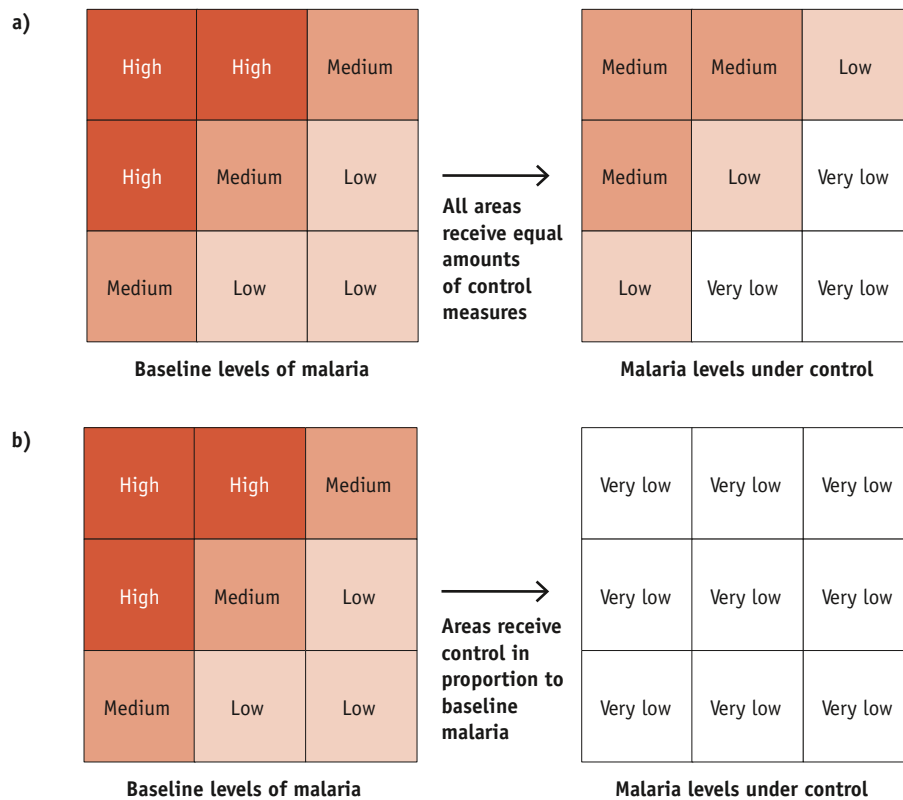 a)
High High Medium
High Medium Low
Medium Low Low
Baseline levels of malaria
All areas
receive equal
amounts
of control
measures
Medium Medium Low
Medium Low Very low
Low Very low Very low
Malaria levels under control
b)
High High Medium
High Medium Low
Medium Low Low
Baseline levels of malaria
Areas receive
control in
proportion to
baseline
malaria
Very low Very low Very low
Very low Very low Very low
Very low Very low Very low
Malaria levels under control